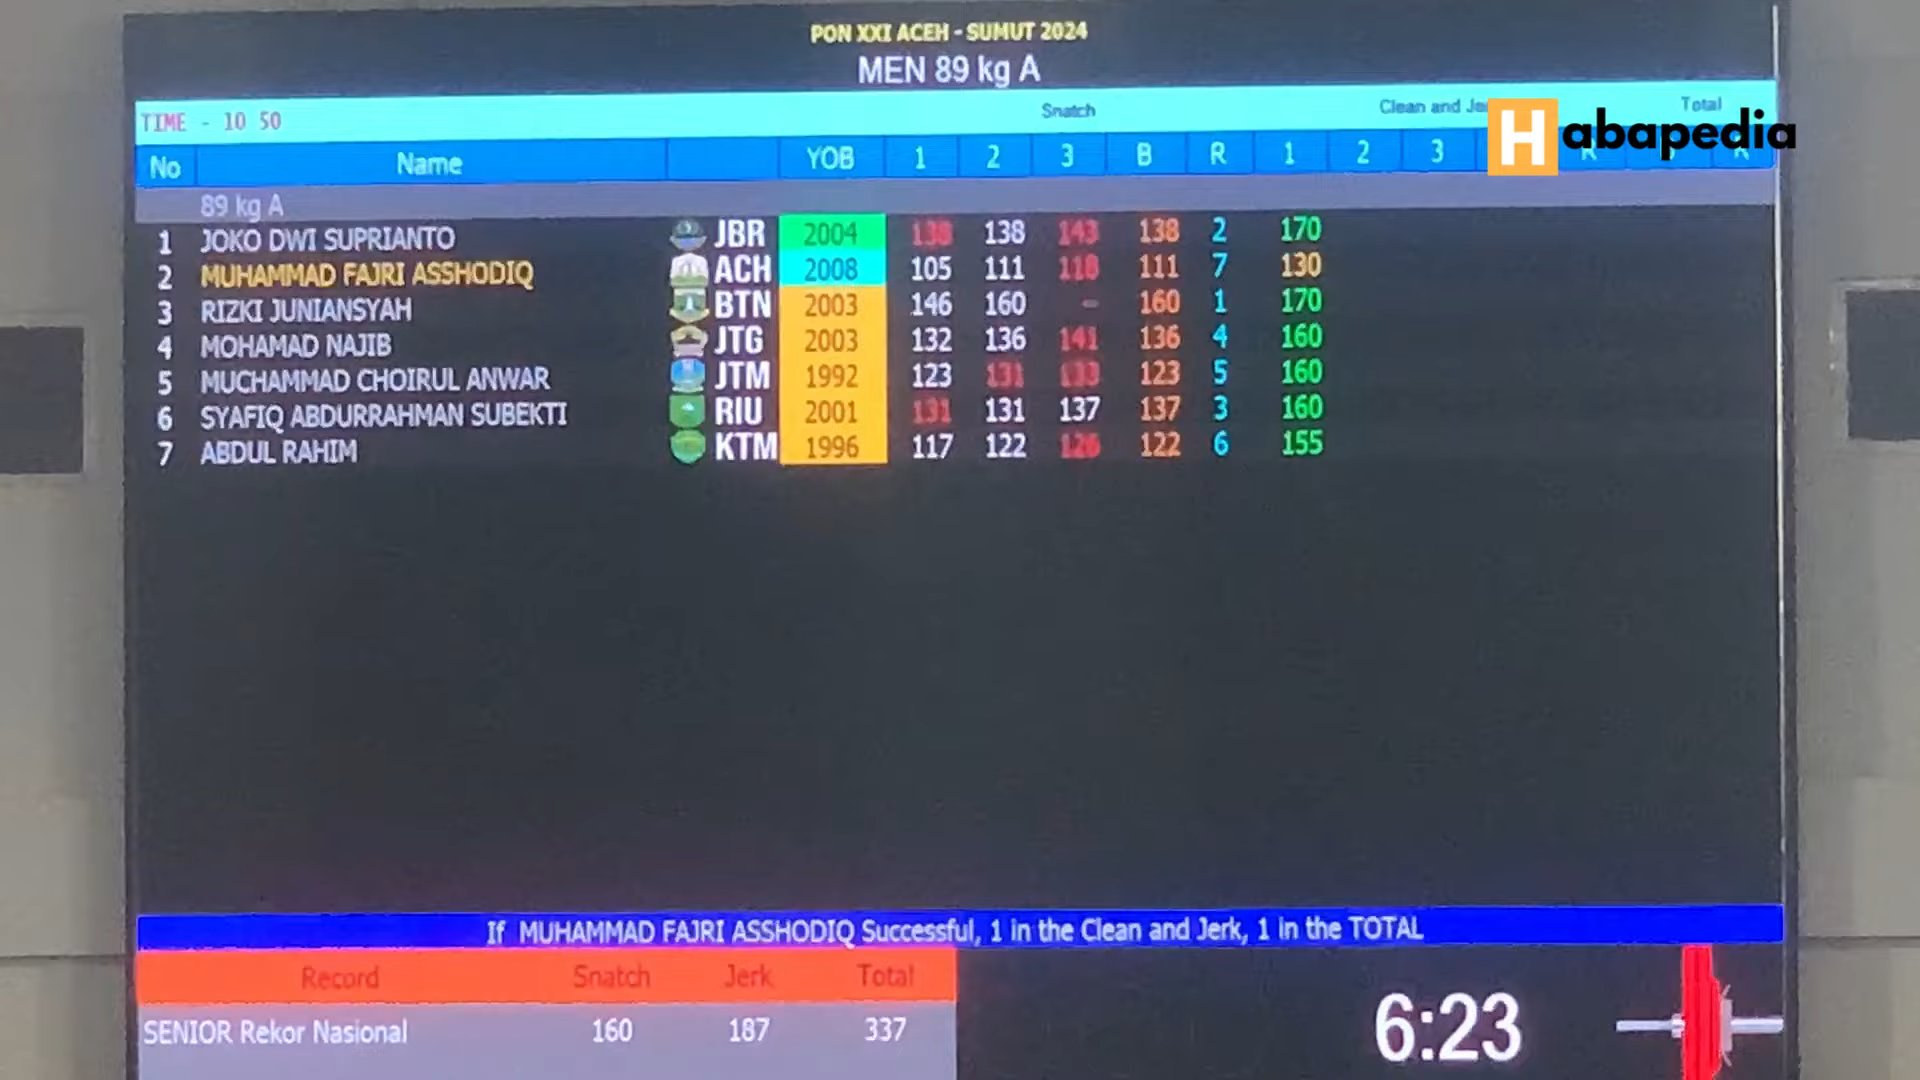 PON XXI ACEH - SUMUT 2024
MEN 89 kg A
TIME - 10 50 Snatch Clean and Total
Habapedia
No Name YOB 1 2 3 B R 1 2 3 R
89 kg A
1 JOKO DWI SUPRIANTO JBR 2004 138 138 143 138 2 170
2 MUHAMMAD FAJRI ASSHODIQ ACH 2008 105 111 118 111 7 130
3 RIZKI JUNIANSYAH BTN 2003 146 160 - 160 1 170
4 MOHAMAD NAJIB JTG 2003 132 136 141 136 4 160
5 MUCHAMMAD CHOIRUL ANWAR JTM 1992 123 131 133 123 5 160
6 SYAFIQ ABDURRAHMAN SUBEKTI RIU 2001 131 131 137 137 3 160
7 ABDUL RAHIM KTM 1996 117 122 126 122 6 155
If MUHAMMAD FAJRI ASSHODIQ Successful, 1 in the Clean and Jerk, 1 in the TOTAL
Record Snatch Jerk Total
SENIOR Rekor Nasional 160 187 337
6:23